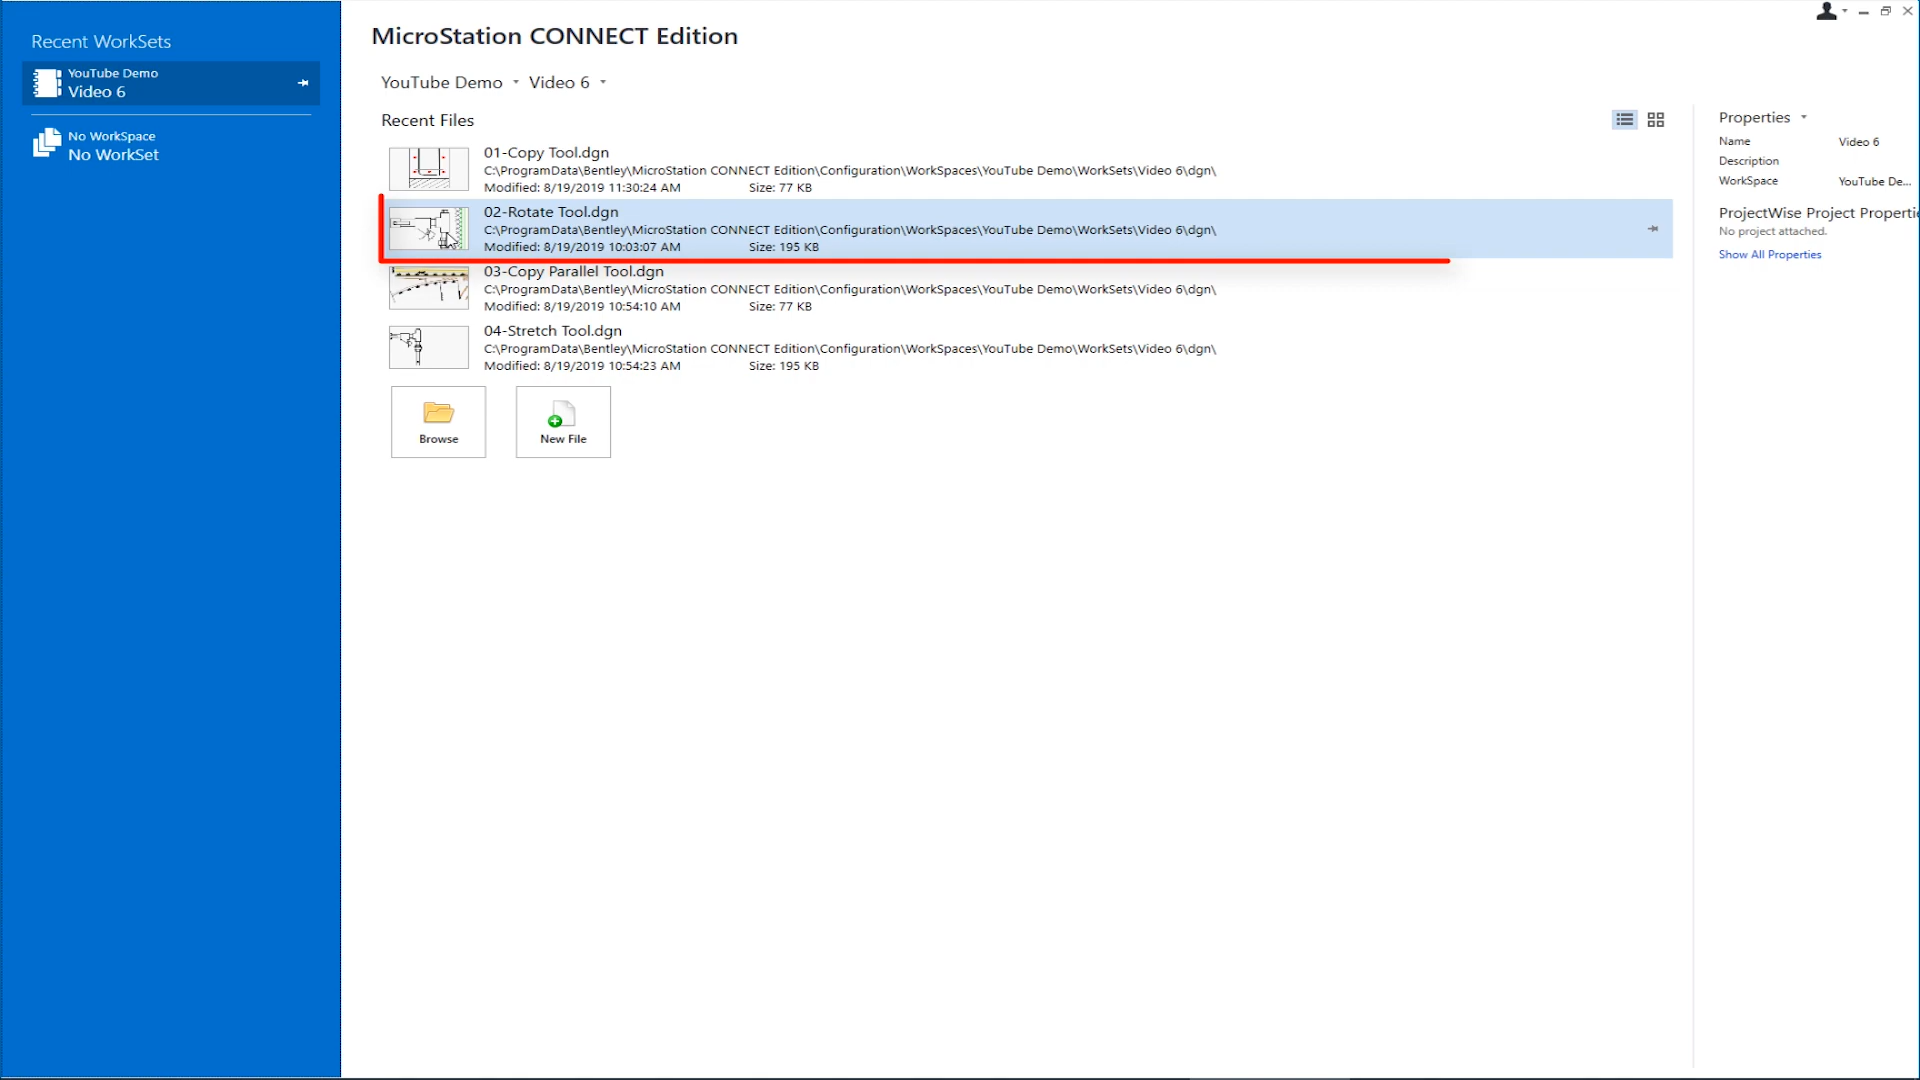 Recent WorkSets
YouTube Demo
Video 6
No WorkSpace
No WorkSet
MicroStation CONNECT Edition
YouTube Demo Video 6
Recent Files
01-Copy Tool.dgn
C:\ProgramData\Bentley\MicroStation CONNECT Edition\Configuration\WorkSpaces\YouTube Demo\WorkSets\Video 6\dgn\
Modified: 8/19/2019 11:30:24 AM Size: 77 KB
02-Rotate Tool.dgn
C:\ProgramData\Bentley\MicroStation CONNECT Edition\Configuration\WorkSpaces\YouTube Demo\WorkSets\Video 6\dgn\
Modified: 8/19/2019 10:03:07 AM Size: 195 KB
03-Copy Parallel Tool.dgn
C:\ProgramData\Bentley\MicroStation CONNECT Edition\Configuration\WorkSpaces\YouTube Demo\WorkSets\Video 6\dgn\
Modified: 8/19/2019 10:54:10 AM Size: 77 KB
04-Stretch Tool.dgn
C:\ProgramData\Bentley\MicroStation CONNECT Edition\Configuration\WorkSpaces\YouTube Demo\WorkSets\Video 6\dgn\
Modified: 8/19/2019 10:54:23 AM Size: 195 KB
Browse
New File
Properties
Name Video 6
Description
WorkSpace YouTube De...
ProjectWise Project Propertie
No project attached.
Show All Properties